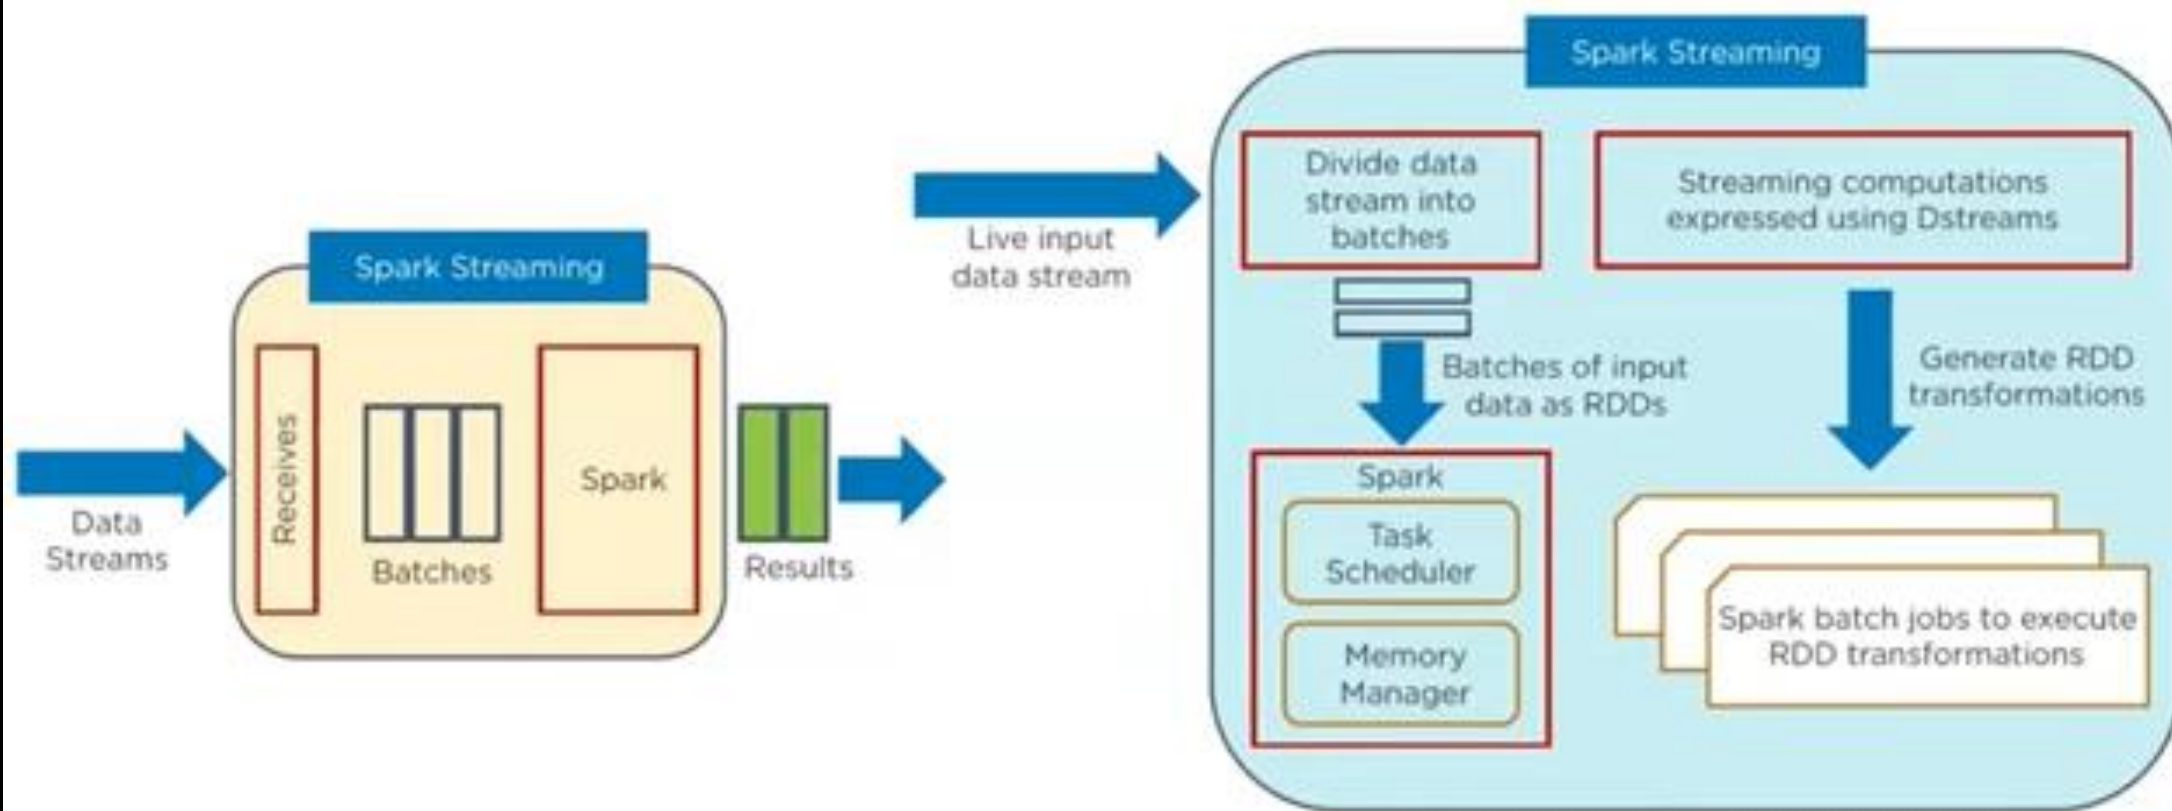 Spark Streaming
Receives
Batches
Spark
Data
Streams
Results
Live input
data stream
Spark Streaming
Divide data
stream into
batches
Streaming computations
expressed using Dstreams
Batches of input
data as RDDs
Generate RDD
transformations
Spark
Task
Scheduler
Memory
Manager
Spark batch jobs to execute
RDD transformations